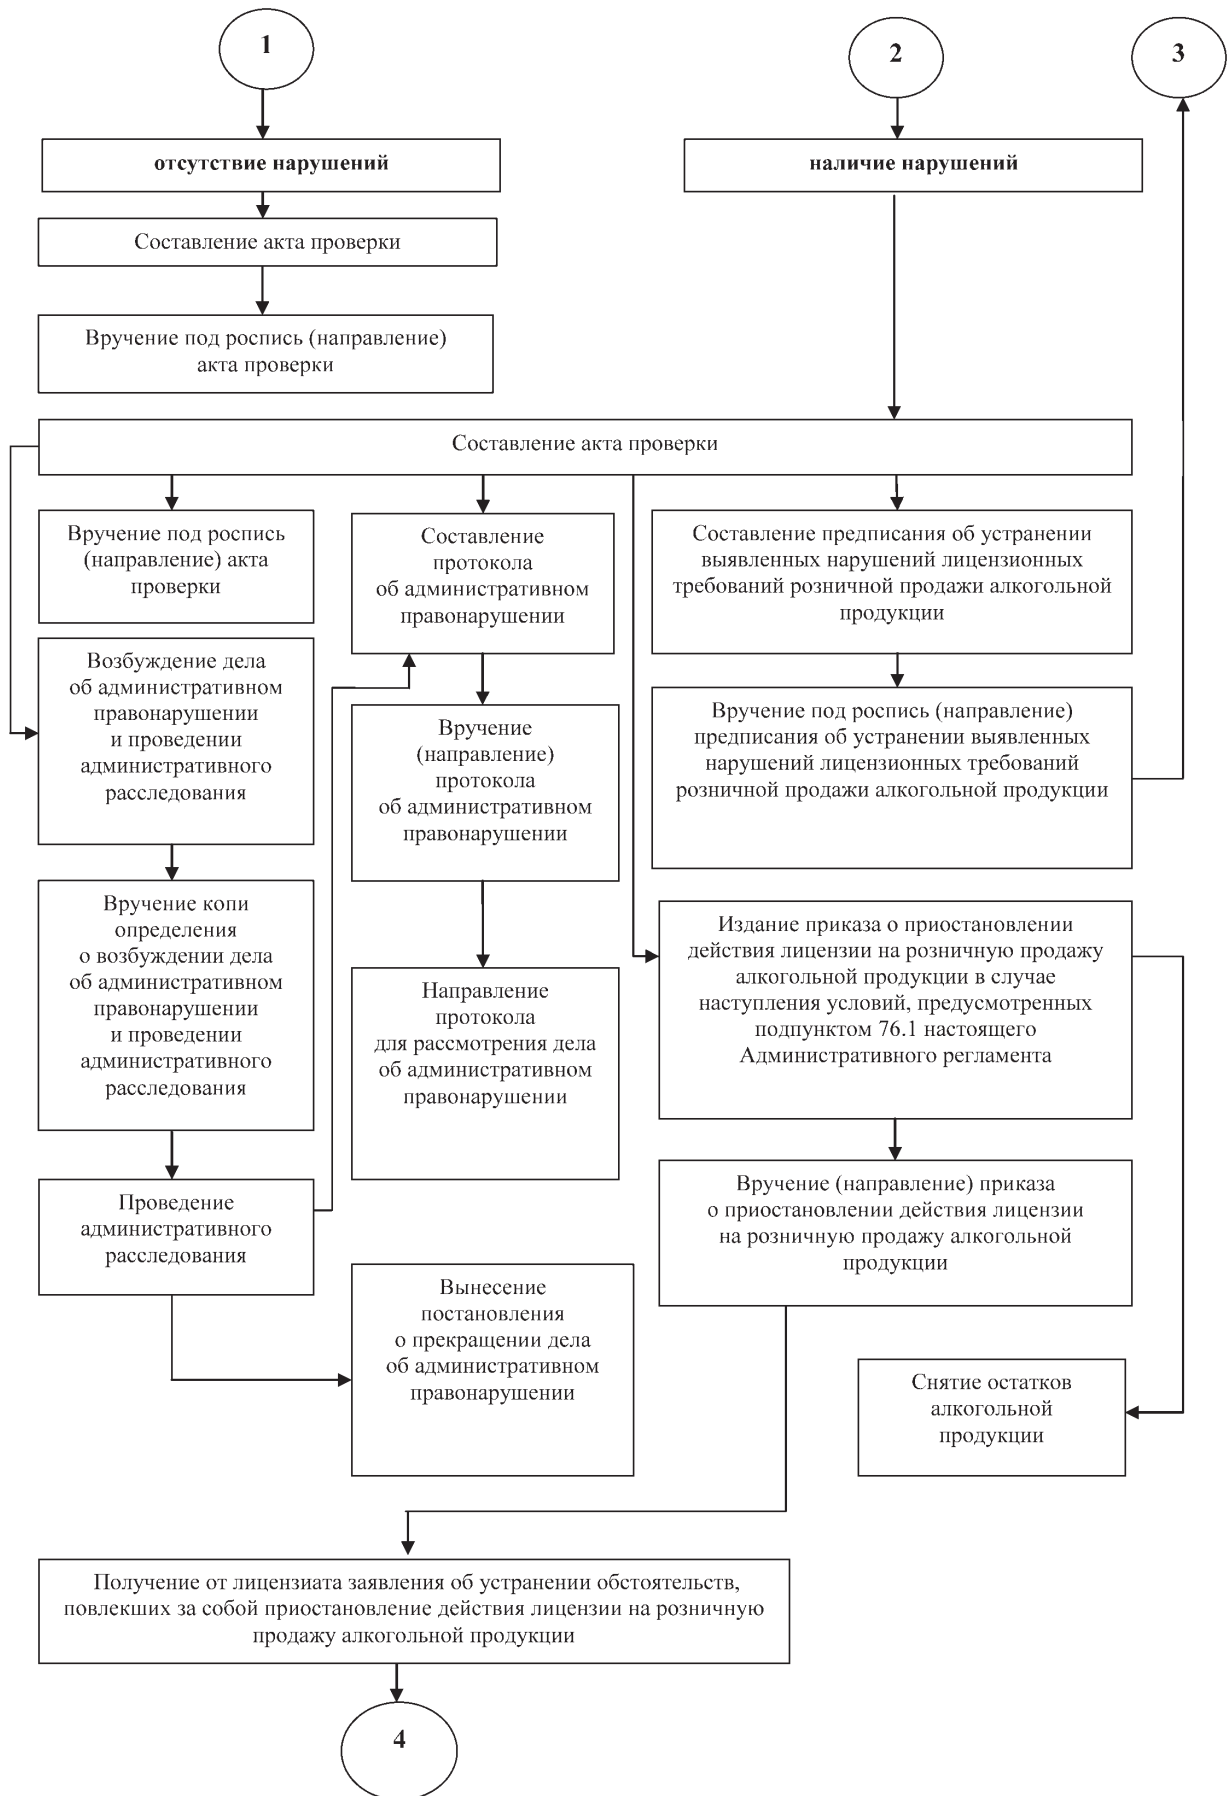 1
2
3
отсутствие нарушений
наличие нарушений
Составление акта проверки
Вручение под роспись (направление)
акта проверки
Составление акта проверки
Вручение под роспись
(направление) акта
проверки
Составление
протокола
об административном
правонарушении
Составление предписания об устранении
выявленных нарушений лицензионных
требований розничной продажи алкогольной
продукции
Возбуждение дела
об административном
правонарушении
и проведении
административного
расследования
Вручение
(направление)
протокола
об административном
правонарушении
Вручение под роспись (направление)
предписания об устранении выявленных
нарушений лицензионных требований
розничной продажи алкогольной продукции
Вручение копи
определения
о возбуждении дела
об административном
правонарушении
и проведении
административного
расследования
Направление
протокола
для рассмотрения дела
об административном
правонарушении
Издание приказа о приостановлении
действия лицензии на розничную продажу
алкогольной продукции в случае
наступления условий, предусмотренных
подпунктом 76.1 настоящего
Административного регламента
Проведение
административного
расследования
Вручение (направление) приказа
о приостановлении действия лицензии
на розничную продажу алкогольной
продукции
Вынесение
постановления
о прекращении дела
об административном
правонарушении
Снятие остатков
алкогольной
продукции
Получение от лицензиата заявления об устранении обстоятельств,
повлекших за собой приостановление действия лицензии на розничную
продажу алкогольной продукции
4